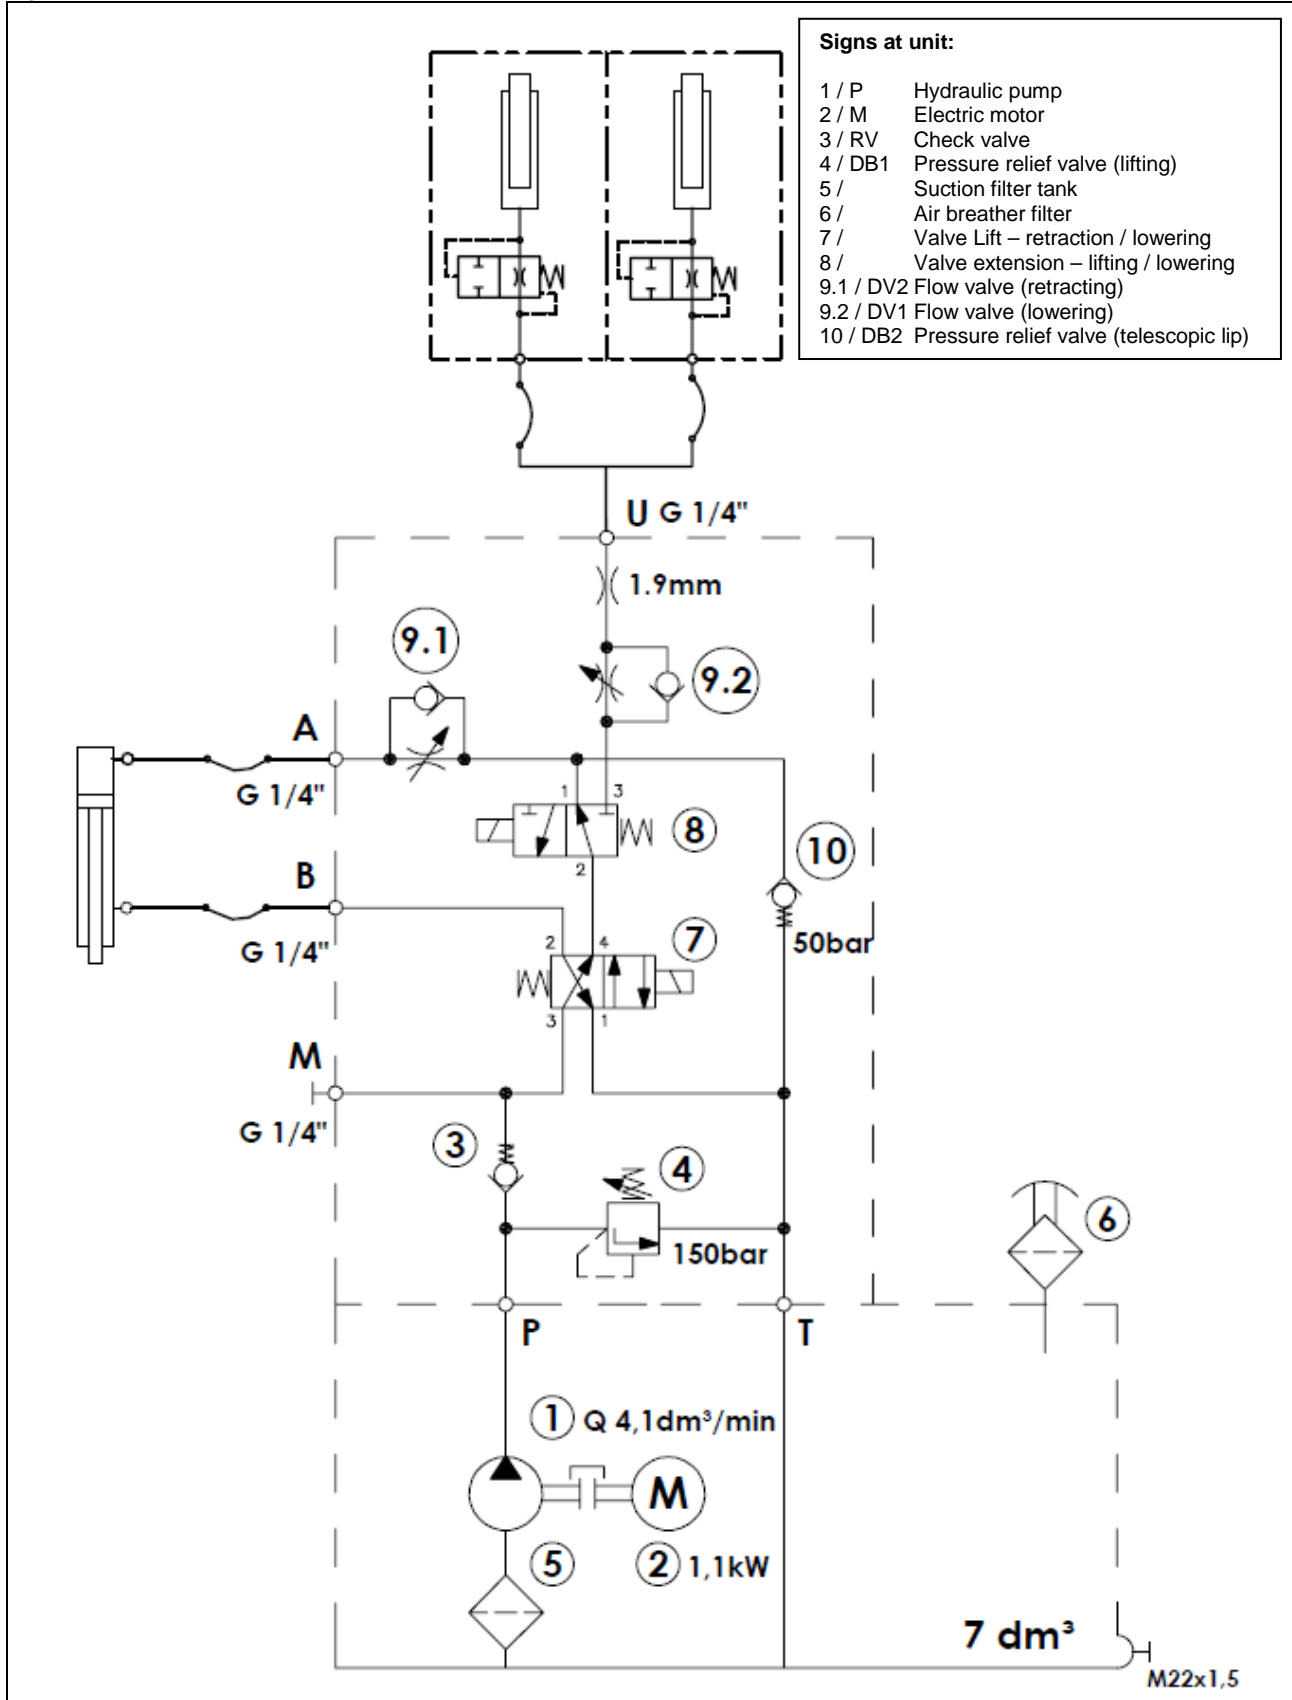 Signs at unit:
1 / P Hydraulic pump
2 / M Electric motor
3 / RV Check valve
4 / DB1 Pressure relief valve (lifting)
5 / Suction filter tank
6 / Air breather filter
7 / Valve Lift – retraction / lowering
8 / Valve extension – lifting / lowering
9.1 / DV2 Flow valve (retracting)
9.2 / DV1 Flow valve (lowering)
10 / DB2 Pressure relief valve (telescopic lip)
U G 1/4"
1.9mm
9.1
9.2
A
G 1/4"
1 3
8
2
10
B
G 1/4"
50bar
2 4
7
3 1
M
G 1/4"
3
4
150bar
6
P
T
1 Q 4,1dm³/min
M
5
2 1,1kW
7 dm³
M22x1,5